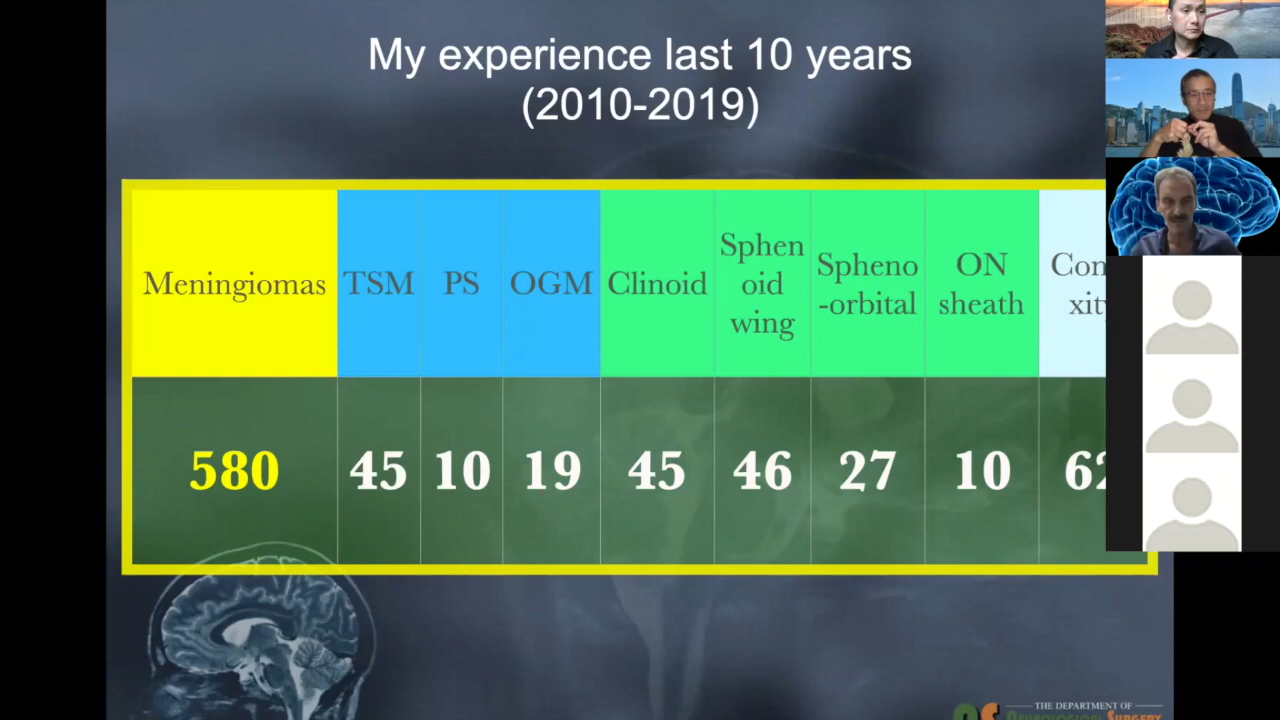 My experience last 10 years
(2010-2019)
Meningiomas
TSM
PS
OGM
Clinoid
Sphen
oid
wing
Spheno
-orbital
ON
sheath
580
45
10
19
45
46
27
10
THE DEPARTMENT OF